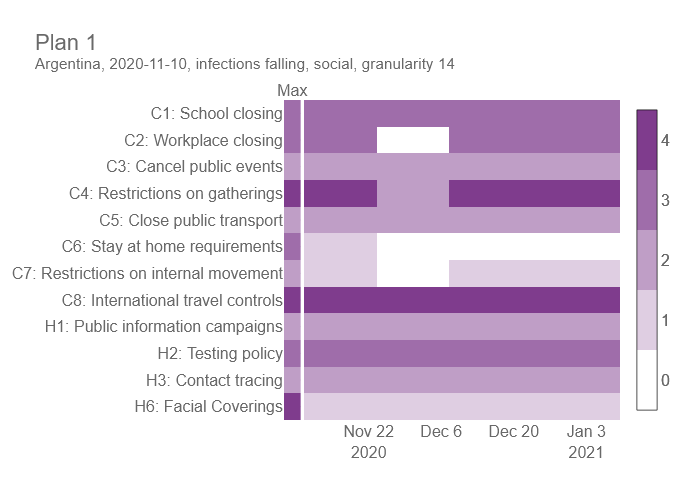 Plan 1
Argentina, 2020-11-10, infections falling, social, granularity 14
Max
C1: School closing
C2: Workplace closing
C3: Cancel public events
C4: Restrictions on gatherings
C5: Close public transport
C6: Stay at home requirements
C7: Restrictions on internal movement
C8: International travel controls
H1: Public information campaigns
H2: Testing policy
H3: Contact tracing
H6: Facial Coverings
4
3
2
1
0
Nov 22 Dec 6 Dec 20 Jan 3
2020 2021